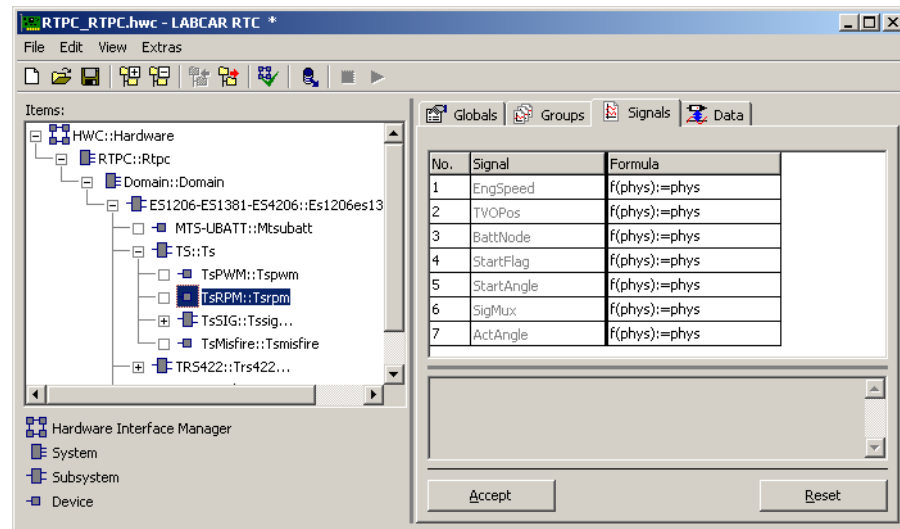 RTPC_RTPC.hwc - LABCAR RTC *
File Edit View Extras
Items:
HWC::Hardware
RTPC::Rtpc
Domain::Domain
ES1206-ES1381-ES4206::Es1206es13
MTS-UBATT::Mtsubatt
TS::Ts
TsPWM::Tspwm
TsRPM::Tsrpm
TsSIG::Tssig...
TsMisfire::Tsmisfire
TRS422::Trs422...
Hardware Interface Manager
System
Subsystem
Device
Globals Groups Signals Data
No. Signal Formula
1 EngSpeed f(phys):=phys
2 TVOPos f(phys):=phys
3 BattNode f(phys):=phys
4 StartFlag f(phys):=phys
5 StartAngle f(phys):=phys
6 SigMux f(phys):=phys
7 ActAngle f(phys):=phys
Accept Reset